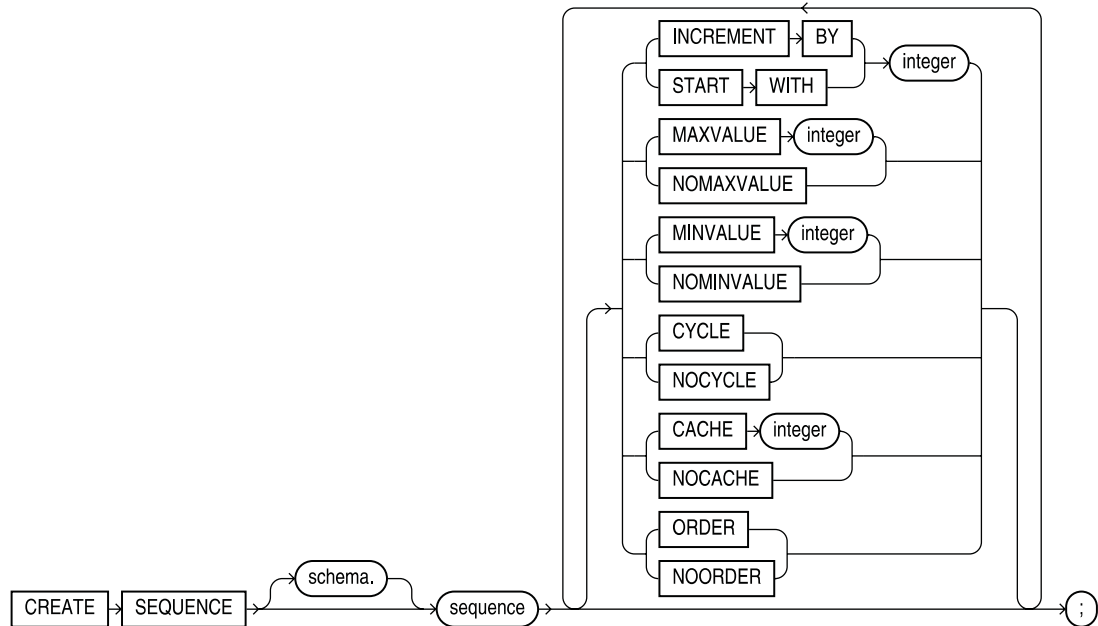 INCREMENT BY
integer
START WITH
MAXVALUE integer
NOMAXVALUE
MINVALUE integer
NOMINVALUE
CYCLE
NOCYCLE
CACHE integer
NOCACHE
ORDER
NOORDER
schema.
CREATE SEQUENCE sequence ;